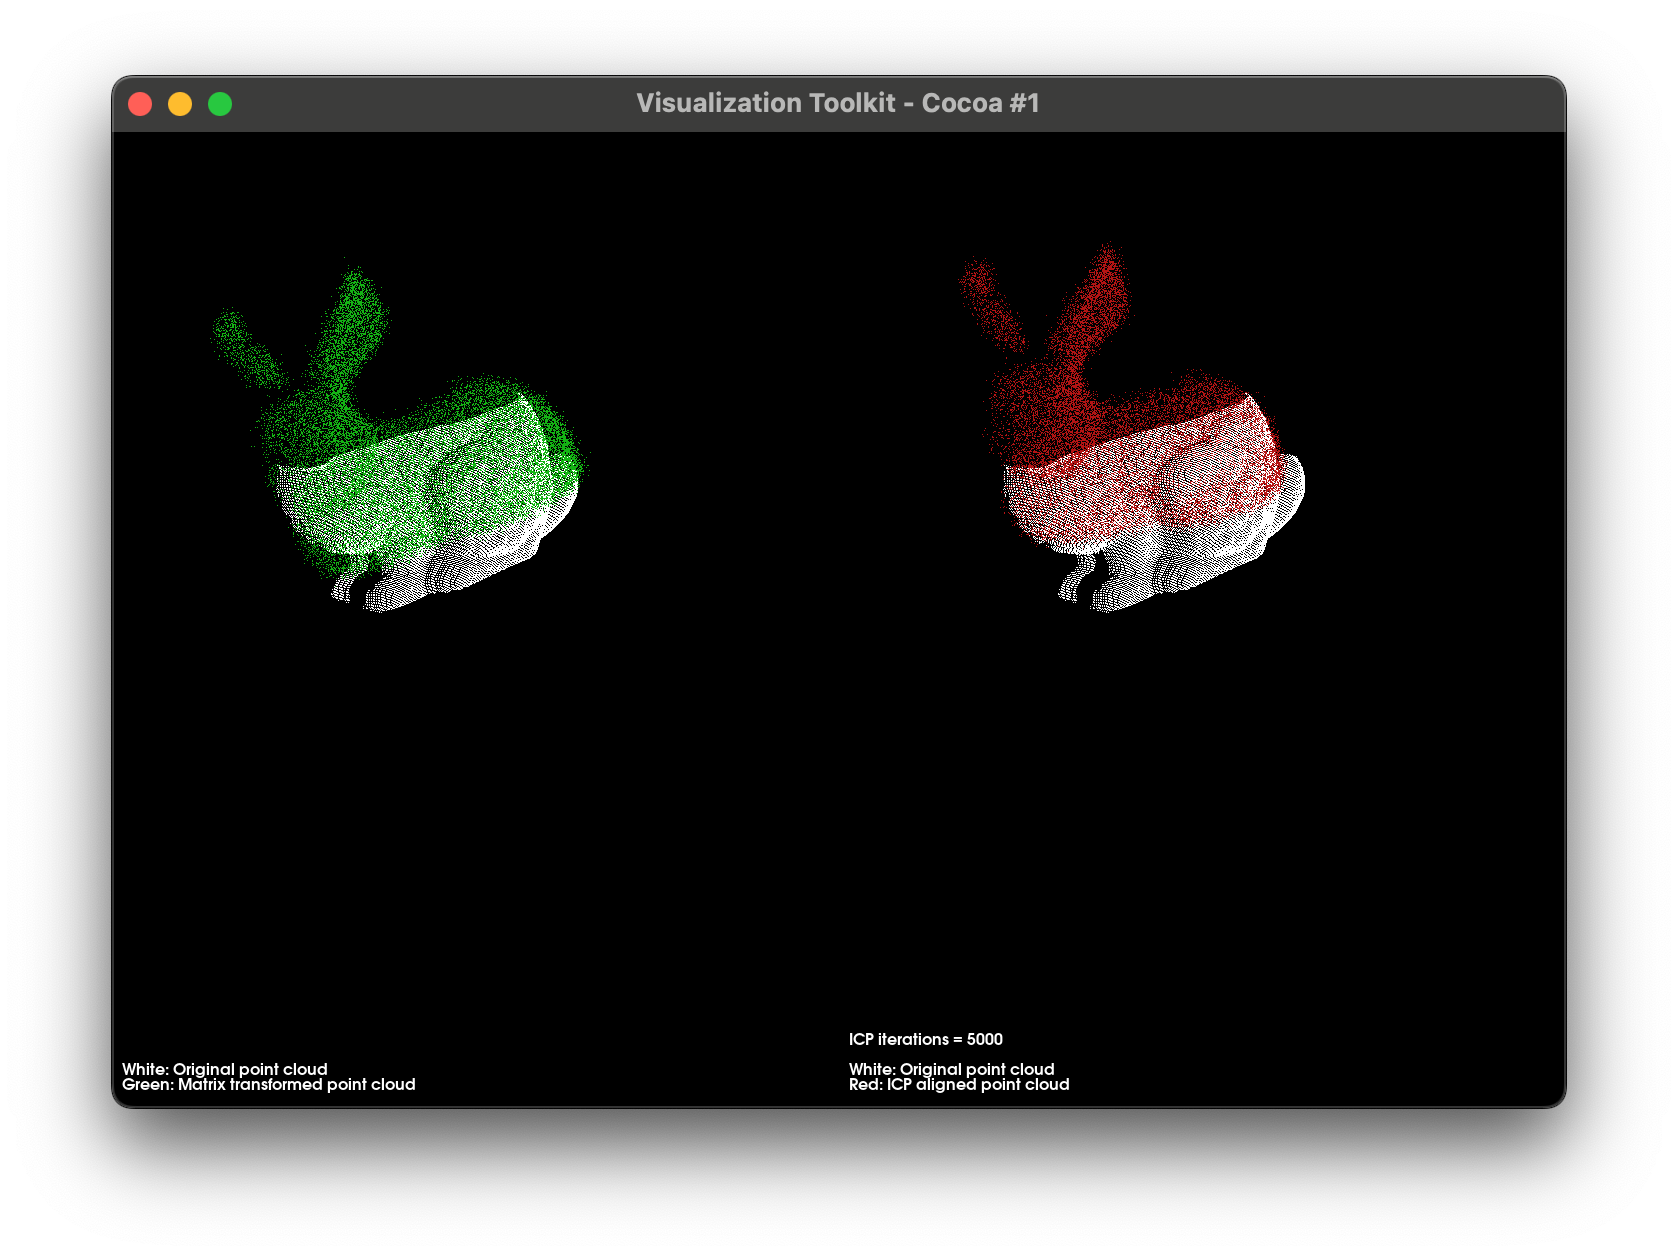 Visualization Toolkit - Cocoa #1
White: Original point cloud
Green: Matrix transformed point cloud
ICP iterations = 5000
White: Original point cloud
Red: ICP aligned point cloud